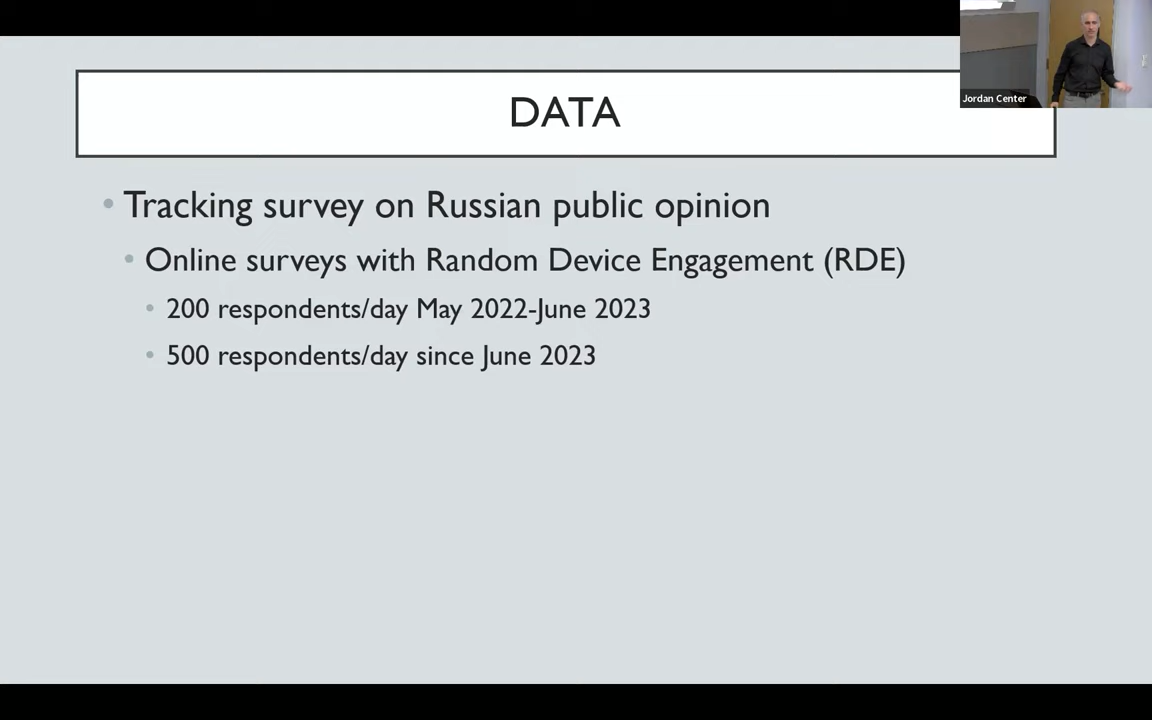 DATA
Jordan Center
• Tracking survey on Russian public opinion
• Online surveys with Random Device Engagement (RDE)
• 200 respondents/day May 2022-June 2023
• 500 respondents/day since June 2023